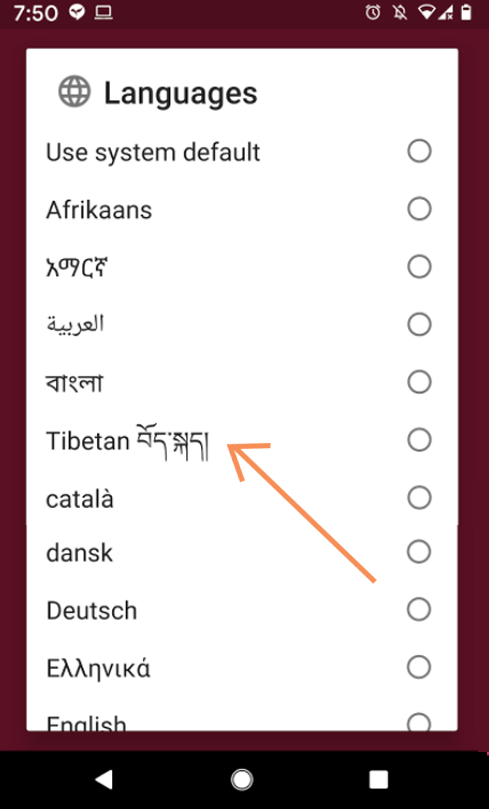 7:50
Languages
Use system default
Afrikaans
አማርኛ
العربية
বাংলা
Tibetan བོད་སྐད།
català
dansk
Deutsch
Ελληνικά
English